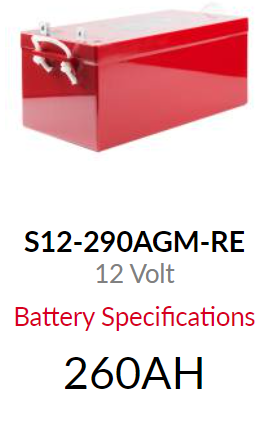 S12-290AGM-RE
12 Volt
Battery Specifications
260AH